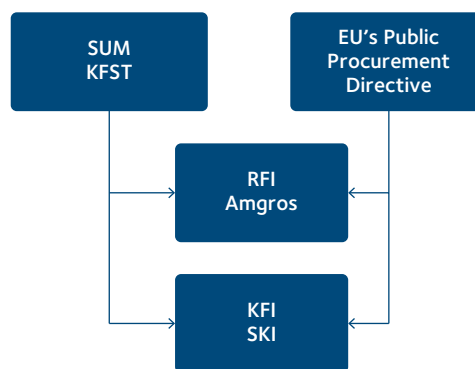 SUM
KFST
EU's Public
Procurement
Directive
RFI
Amgros
KFI
SKI